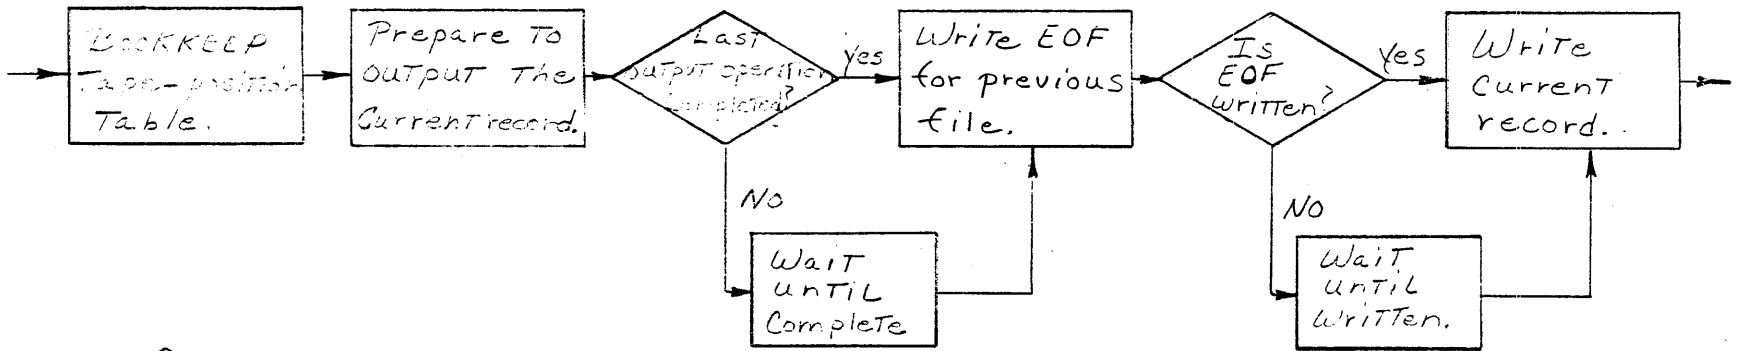 Bookkeep
Tape-position
Table.
Prepare To
output the
Current record.
Last
output operation
completed?
yes
Write EOF
for previous
file.
Is
EOF
written?
Yes
Write
current
record.
No
Wait
until
Complete
No
Wait
until
written.